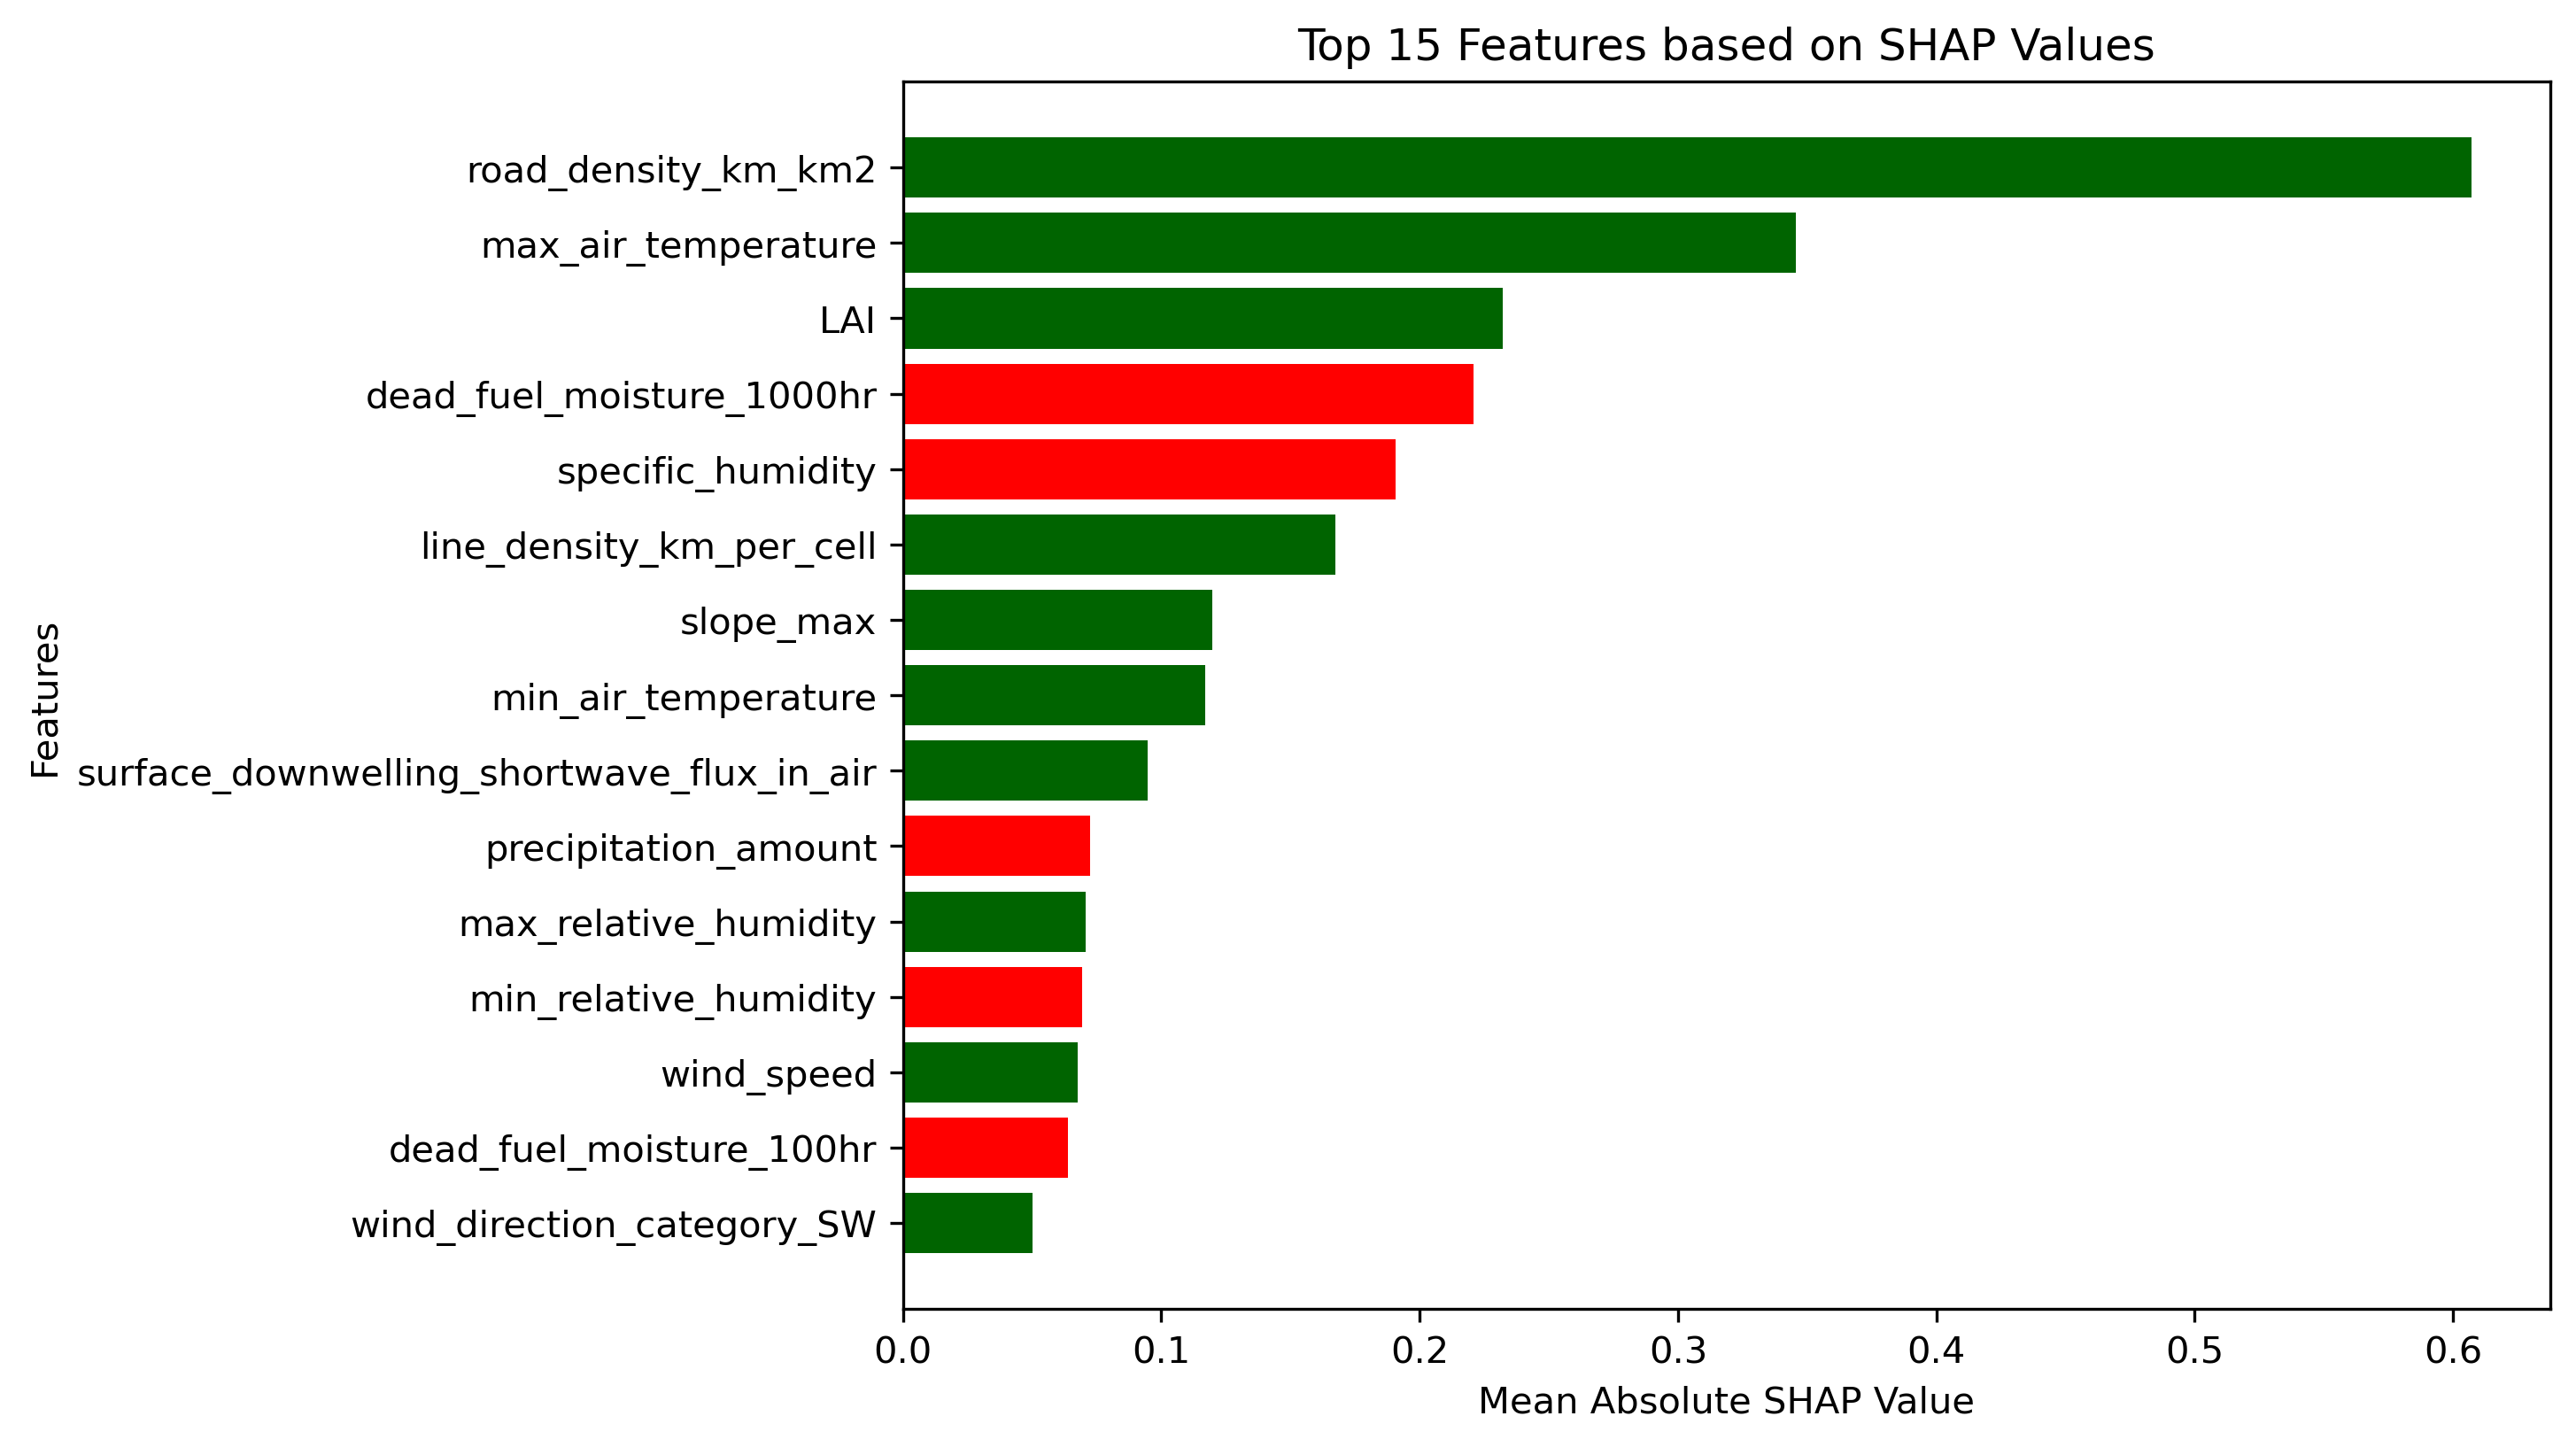 Top 15 Features based on SHAP Values
Features
road_density_km_km2
max_air_temperature
LAI
dead_fuel_moisture_1000hr
specific_humidity
line_density_km_per_cell
slope_max
min_air_temperature
surface_downwelling_shortwave_flux_in_air
precipitation_amount
max_relative_humidity
min_relative_humidity
wind_speed
dead_fuel_moisture_100hr
wind_direction_category_SW
0.0 0.1 0.2 0.3 0.4 0.5 0.6
Mean Absolute SHAP Value